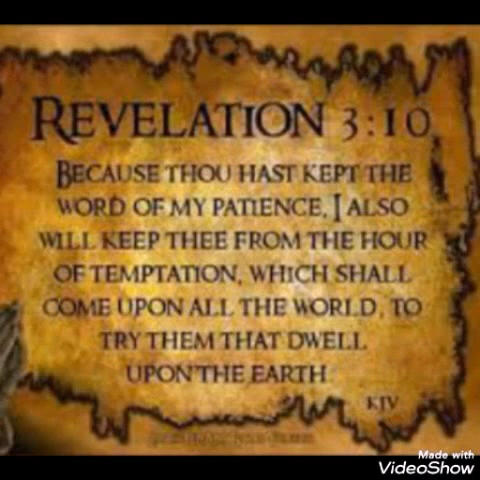 REVELATION 3:10
BECAUSE THOU HAST KEPT THE
WORD OF MY PATIENCE, I ALSO
WILL KEEP THEE FROM THE HOUR
OF TEMPTATION, WHICH SHALL
COME UPON ALL THE WORLD, TO
TRY THEM THAT DWELL
UPON THE EARTH
KJV
Made with
VideoShow